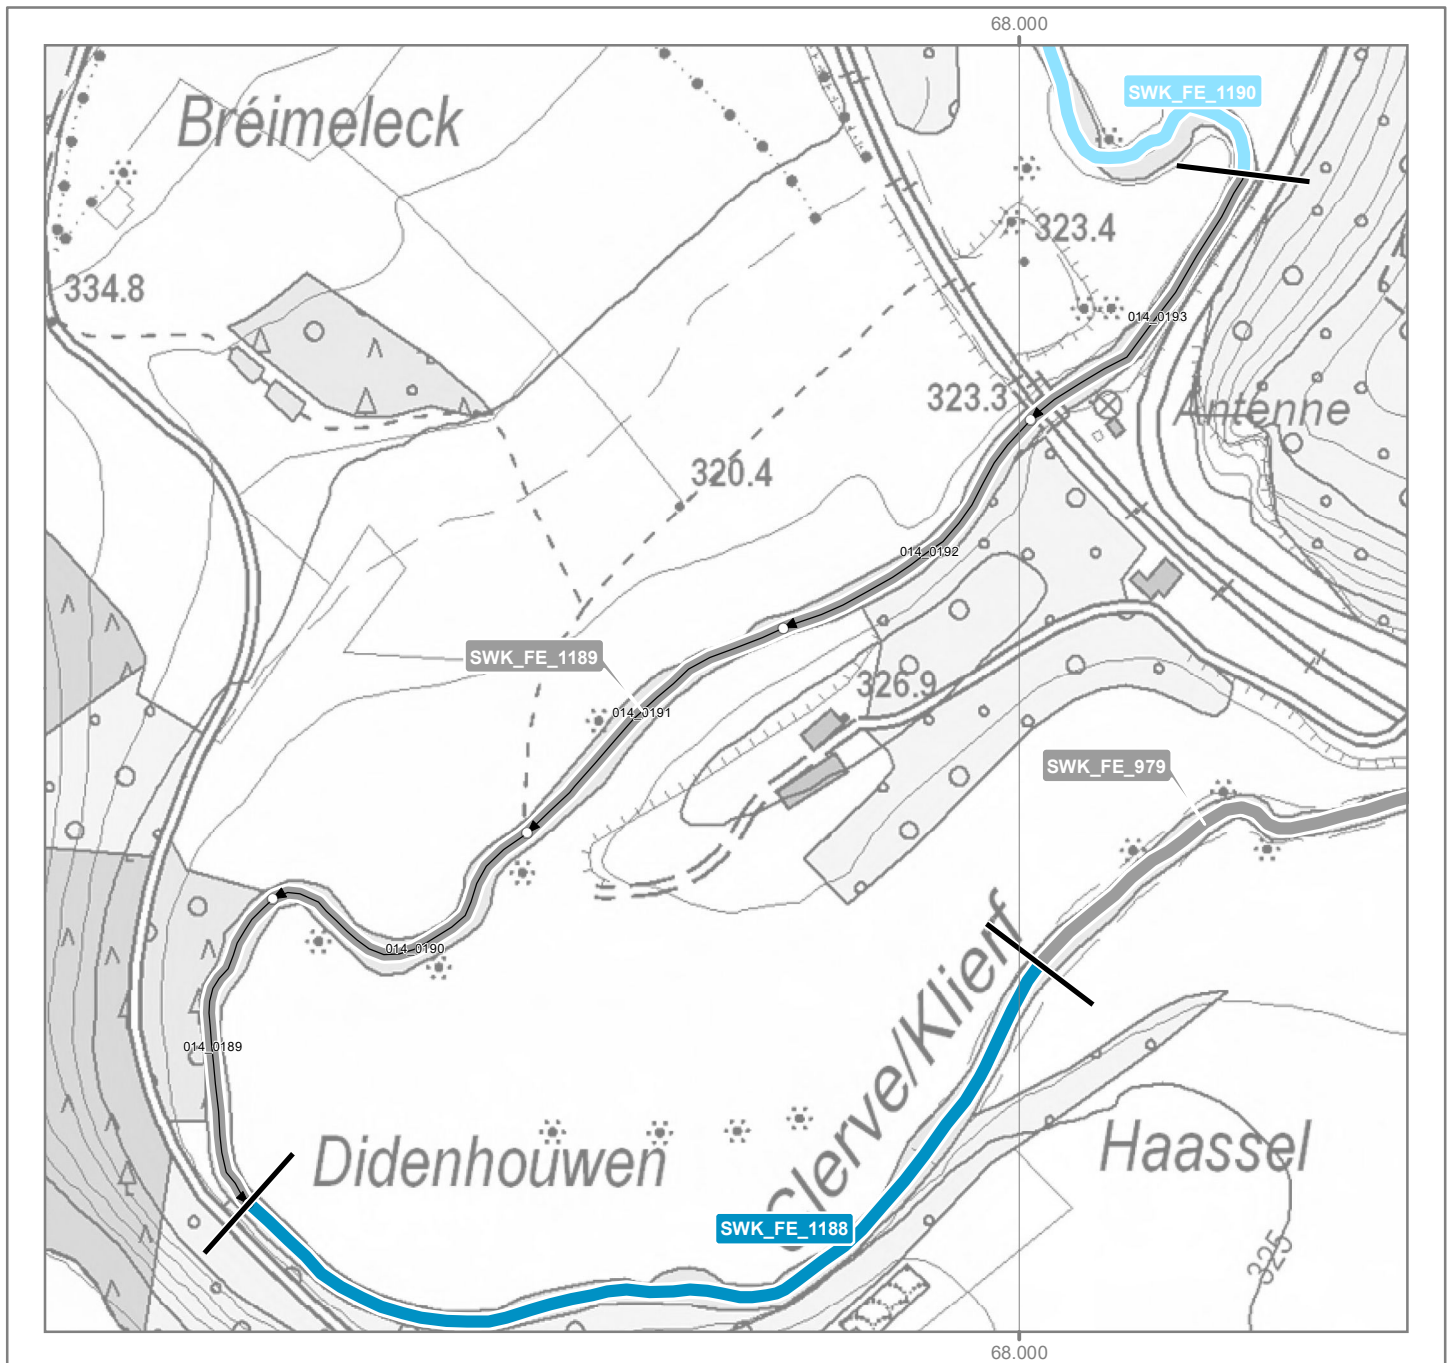 68.000
SWK_FE_1190
Bréimeleck
323.4
334.8
014_0193
323.3
Antenne
320.4
014_0192
SWK_FE_1189
326.9
014_0191
SWK_FE_979
014_0190
Clerve/Klierf
014_0189
Haassel
Didenhouwen
SWK_FE_1188
325
68.000